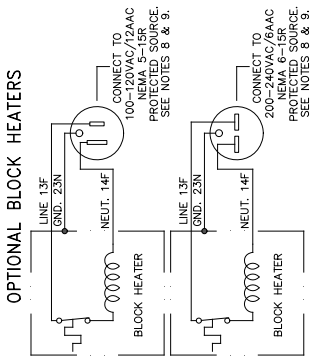 OPTIONAL BLOCK HEATERS
LINE 13F
GND. 23N
NEUT. 14F
BLOCK HEATER
CONNECT TO
100-120VAC/12AAC
NEMA 5-15R
PROTECTED SOURCE.
SEE NOTES 8 & 9.
LINE 13F
GND. 23N
NEUT. 14F
BLOCK HEATER
CONNECT TO
200-240VAC/6AAC
NEMA 6-15R
PROTECTED SOURCE.
SEE NOTES 8 & 9.